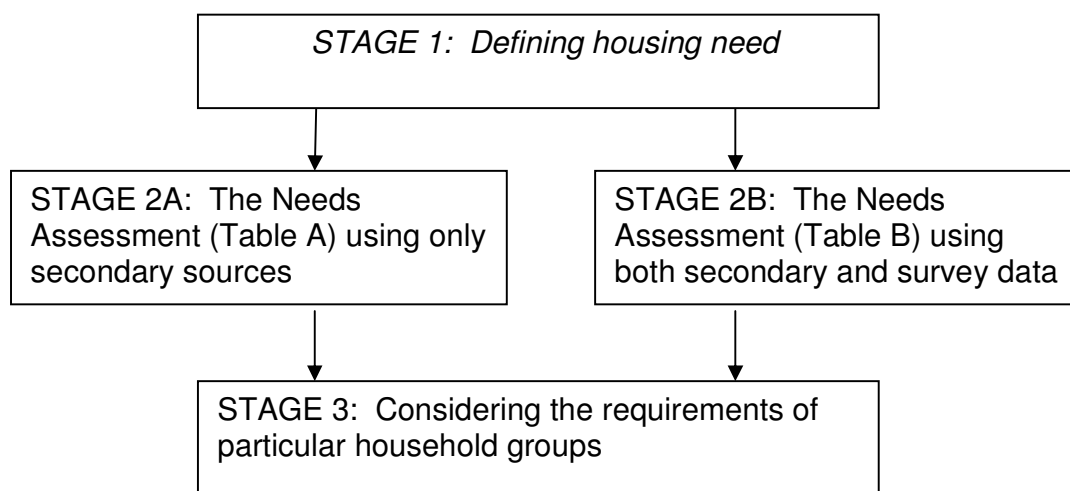 STAGE 1:  Defining housing need
STAGE 2A:  The Needs
Assessment (Table A) using only
secondary sources
STAGE 2B:  The Needs
Assessment (Table B) using
both secondary and survey data
STAGE 3:  Considering the requirements of
particular household groups